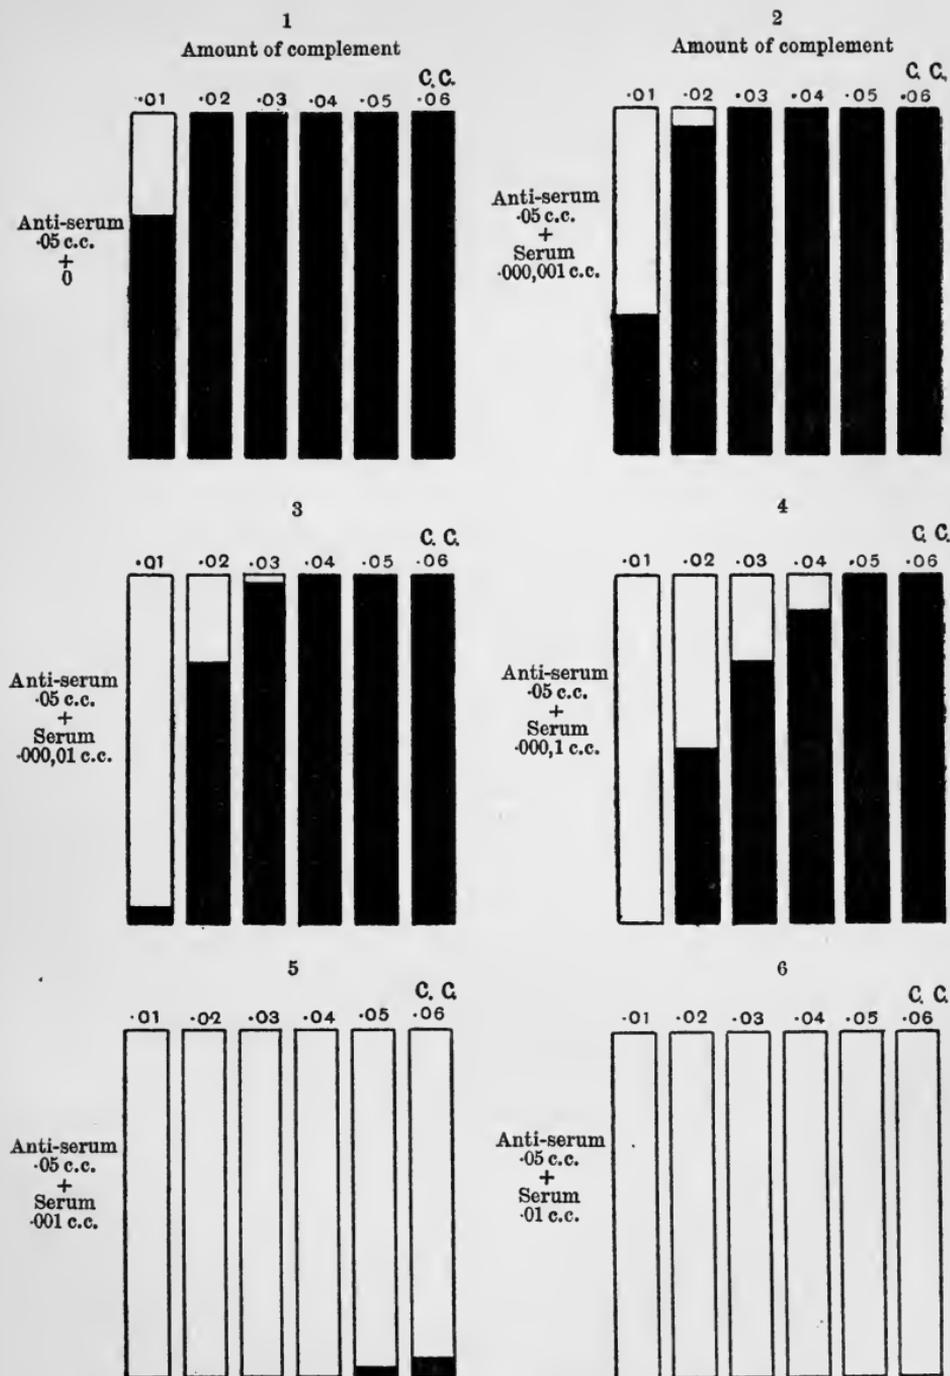 1
Amount of complement
C.C.
·01 ·02 ·03 ·04 ·05 ·06
Anti-serum
·05 c.c.
+
0
2
Amount of complement
C C.
·01 ·02 ·03 ·04 ·05 ·06
Anti-serum
·05 c.c.
+
Serum
·000,001 c.c.
3
C. C.
·01 ·02 ·03 ·04 ·05 ·06
Anti-serum
·05 c.c.
+
Serum
·000,01 c.c.
4
C. C.
·01 ·02 ·03 ·04 ·05 ·06
Anti-serum
·05 c.c.
+
Serum
·000,1 c.c.
5
C. C.
·01 ·02 ·03 ·04 ·05 ·06
Anti-serum
·05 c.c.
+
Serum
·001 c.c.
6
C. C.
·01 ·02 ·03 ·04 ·05 ·06
Anti-serum
·05 c.c.
+
Serum
·01 c.c.